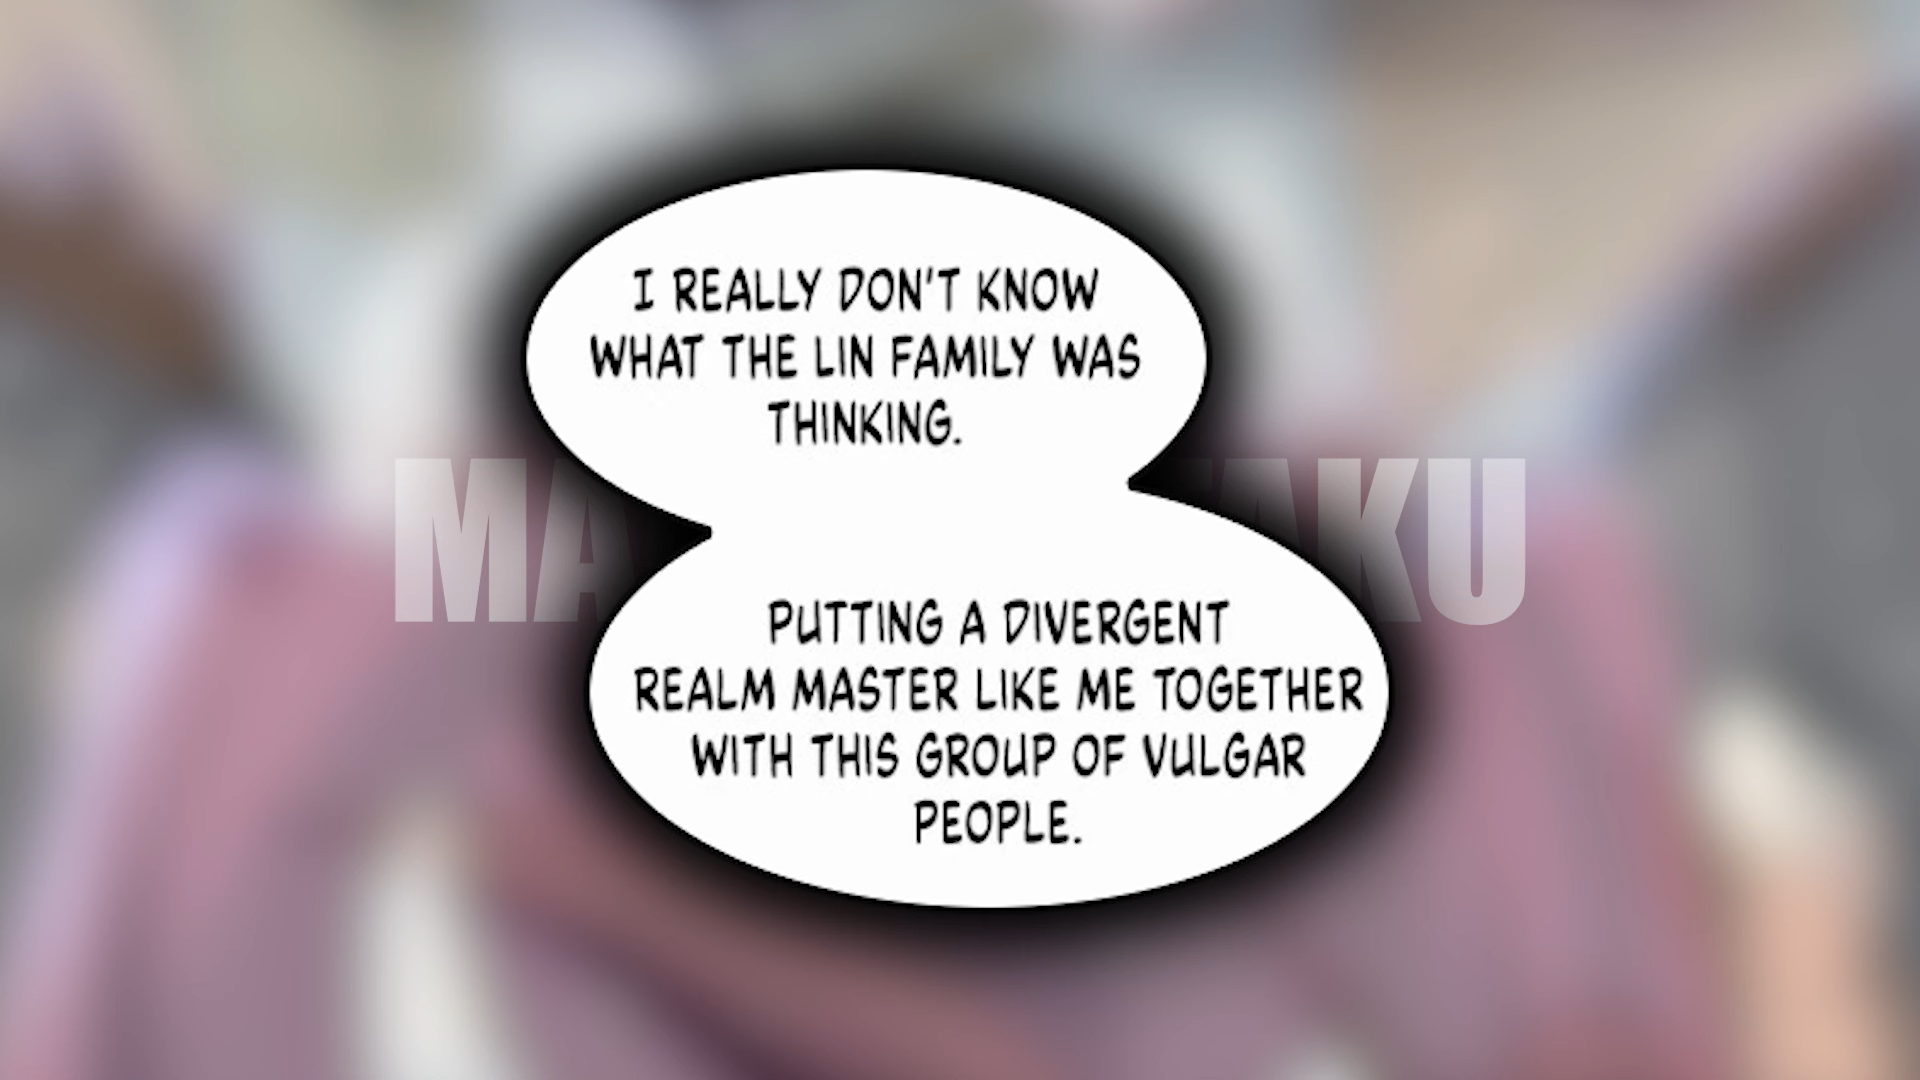 I REALLY DON'T KNOW
WHAT THE LIN FAMILY WAS
THINKING.
PUTTING A DIVERGENT
REALM MASTER LIKE ME TOGETHER
WITH THIS GROUP OF VULGAR
PEOPLE.